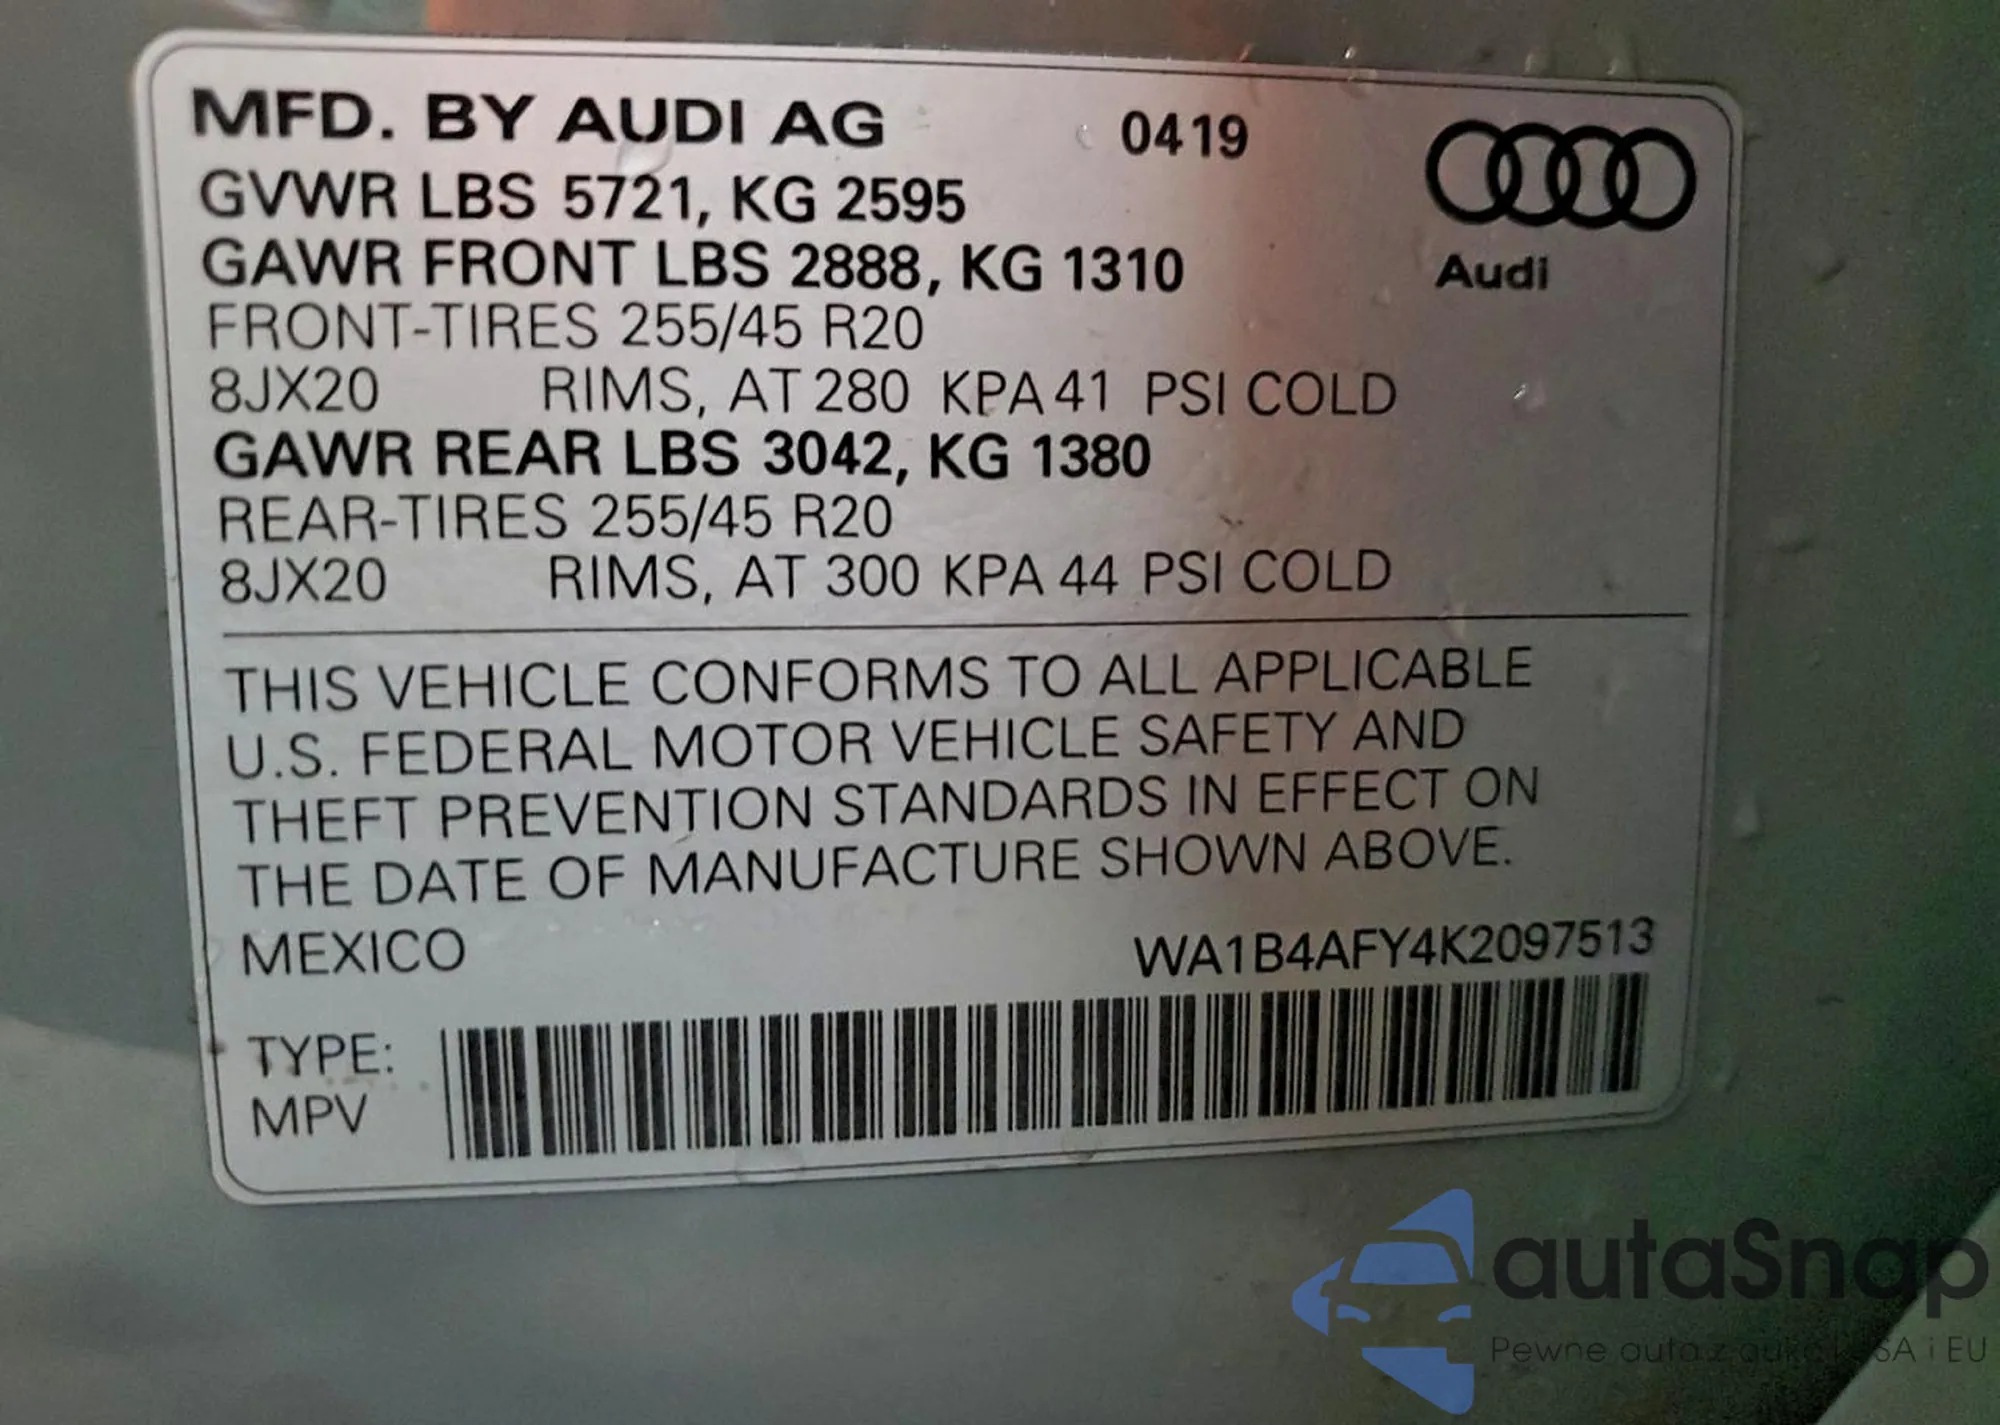 MFD. BY AUDI AG 0419
GVWR LBS 5721, KG 2595
GAWR FRONT LBS 2888, KG 1310
Audi
FRONT-TIRES 255/45 R20
8JX20 RIMS, AT 280 KPA 41 PSI COLD
GAWR REAR LBS 3042, KG 1380
REAR-TIRES 255/45 R20
8JX20 RIMS, AT 300 KPA 44 PSI COLD
THIS VEHICLE CONFORMS TO ALL APPLICABLE
U.S. FEDERAL MOTOR VEHICLE SAFETY AND
THEFT PREVENTION STANDARDS IN EFFECT ON
THE DATE OF MANUFACTURE SHOWN ABOVE.
MEXICO WA1B4AFY4K2097513
TYPE:
MPV
autaSnap
Pewne auta z i EU